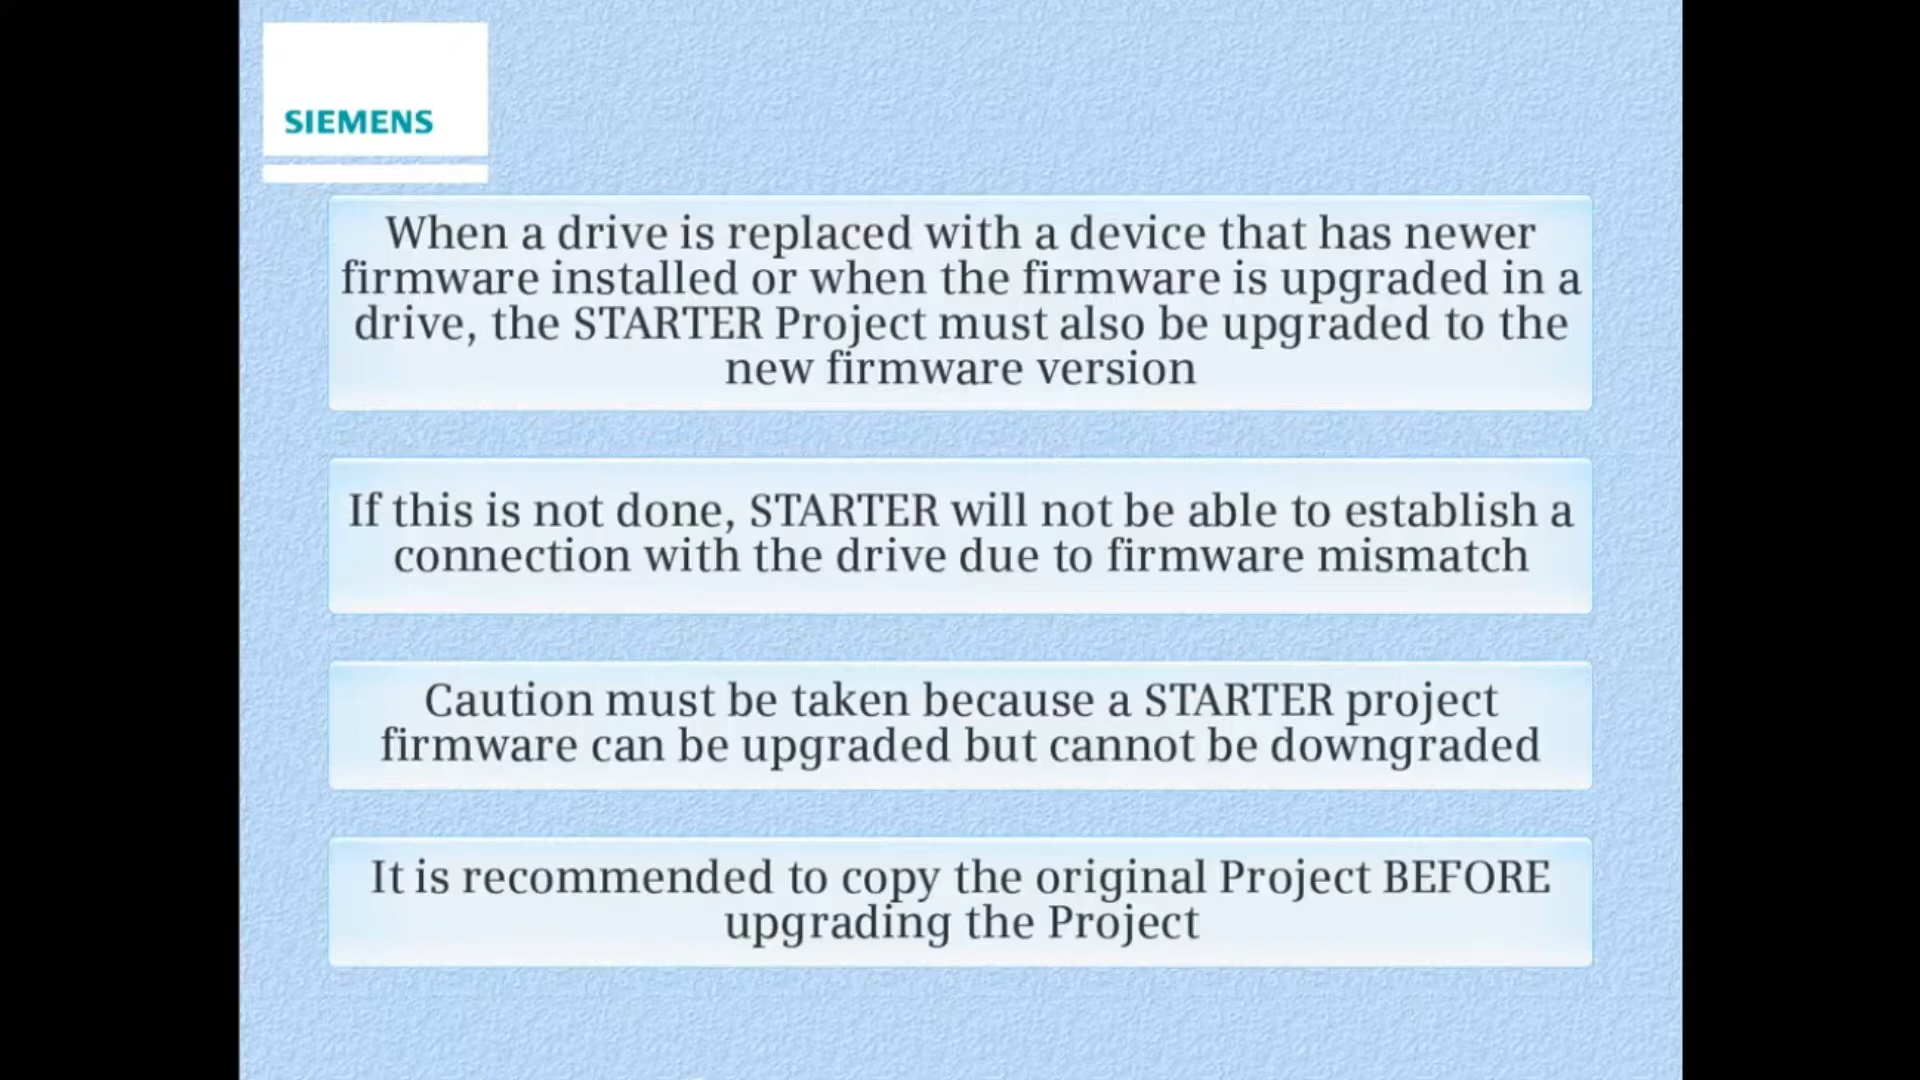 SIEMENS
When a drive is replaced with a device that has newer
firmware installed or when the firmware is upgraded in a
drive, the STARTER Project must also be upgraded to the
new firmware version
If this is not done, STARTER will not be able to establish a
connection with the drive due to firmware mismatch
Caution must be taken because a STARTER project
firmware can be upgraded but cannot be downgraded
It is recommended to copy the original Project BEFORE
upgrading the Project